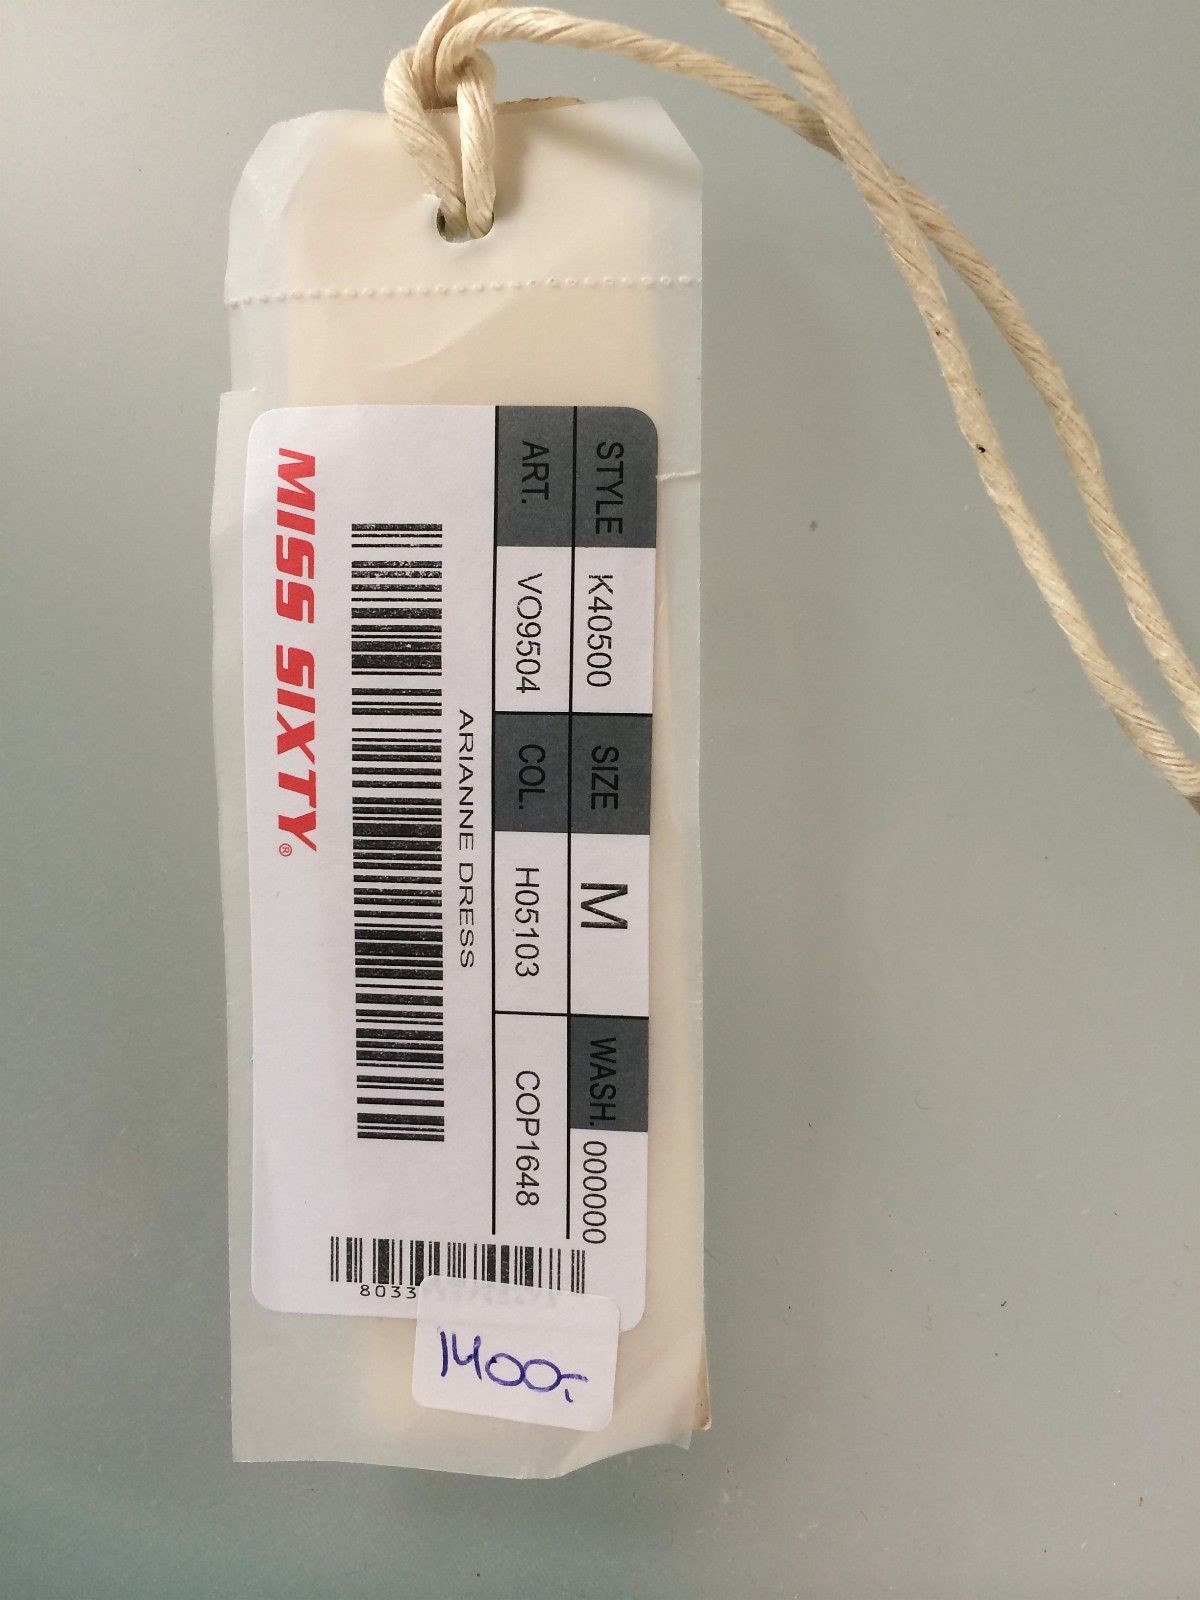 STYLE K40500 SIZE M WASH. 000000
ART. VO9504 COL. H05103 COP1648
ARIANNE DRESS
MISS SIXTY®
8033
1400,-